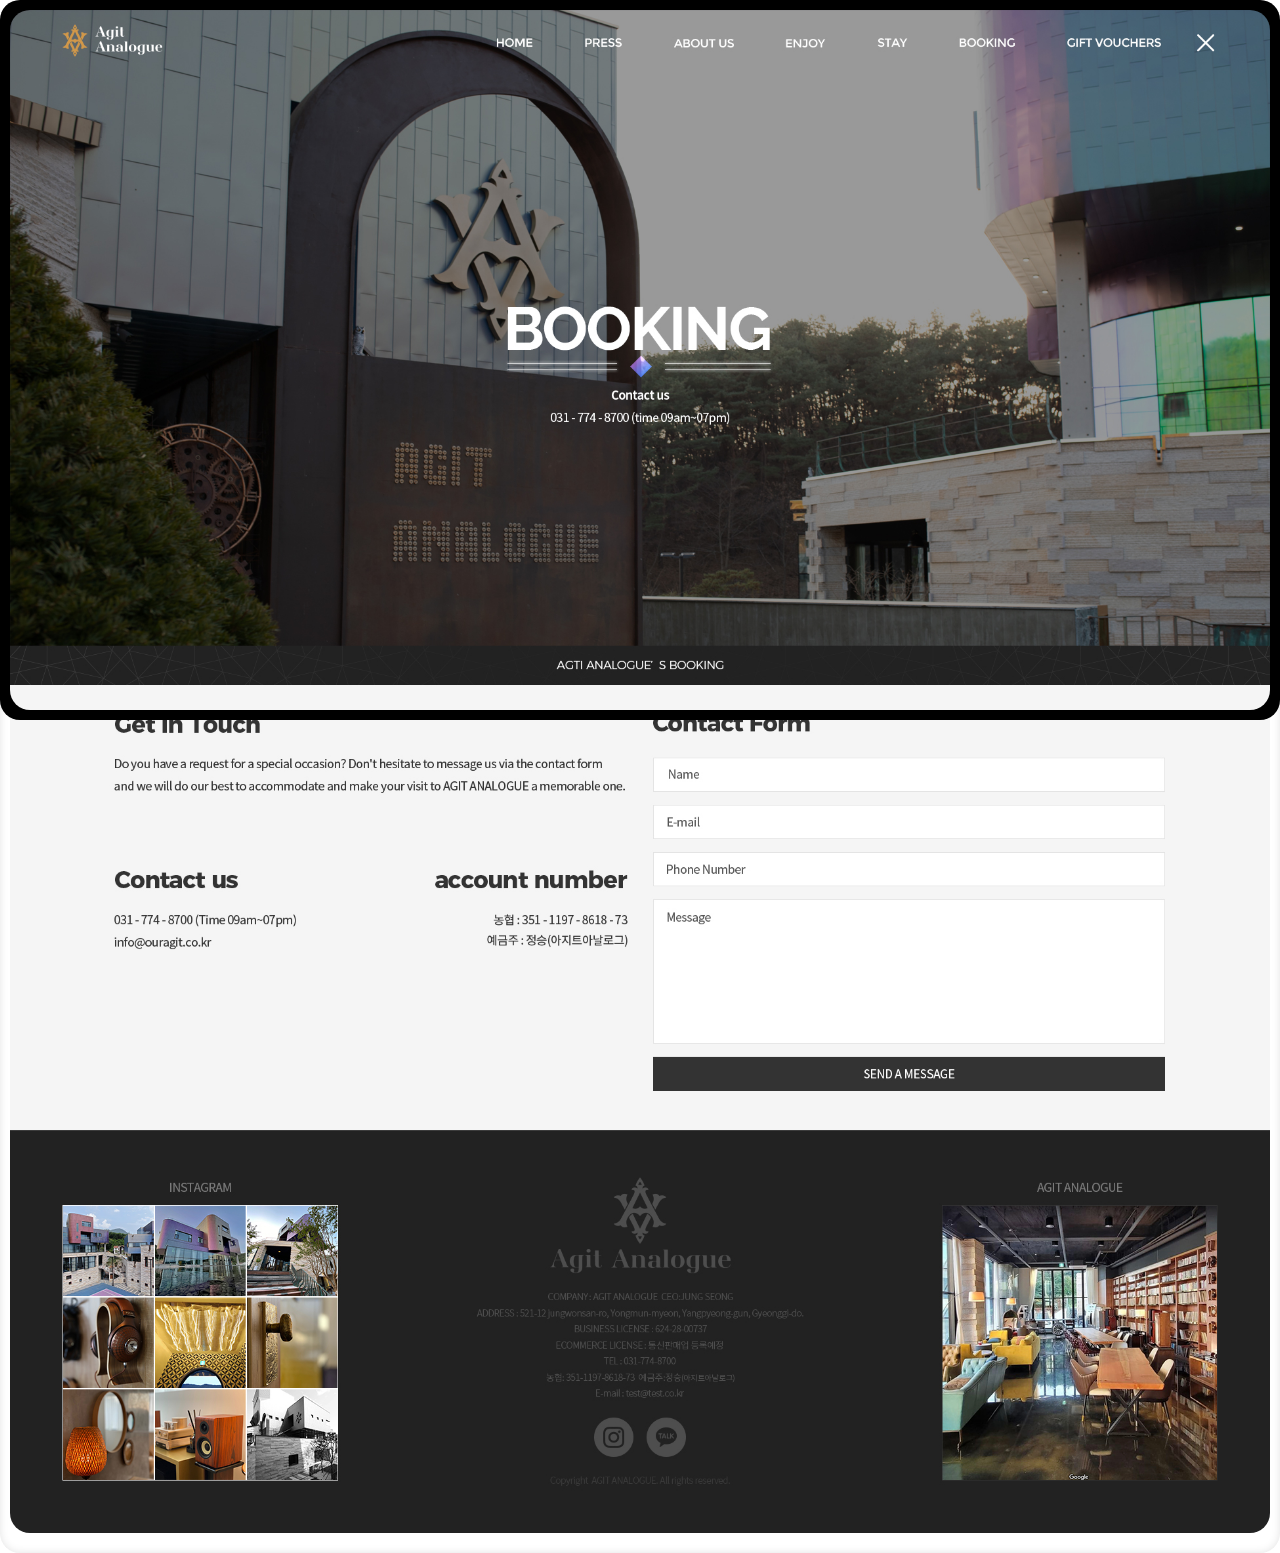 Agit
Analogue
HOME PRESS ABOUT US ENJOY STAY BOOKING GIFT VOUCHERS
BOOKING
Contact us
031 - 774 - 8700 (time 09am~07pm)
AGIT
ANALOGUE
AGTI ANALOGUE’ S BOOKING
Get in Touch
Do you have a request for a special occasion? Don't hesitate to message us via the contact form
and we will do our best to accommodate and make your visit to AGIT ANALOGUE a memorable one.
Contact us
031 - 774 - 8700 (Time 09am~07pm)
info@ouragit.co.kr
account number
농협 : 351 - 1197 - 8618 - 73
예금주 : 정승(아지트아날로그)
Contact Form
Name
E-mail
Phone Number
Message
SEND A MESSAGE
INSTAGRAM
Agit Analogue
COMPANY : AGIT ANALOGUE CEO:JUNG SEONG
ADDRESS : 521-12 jungwonsan-ro, Yongmun-myeon, Yangpyeong-gun, Gyeonggi-do.
BUSINESS LICENSE : 624-28-00737
ECOMMERCE LICENSE : 통신판매업 등록예정
TEL : 031-774-8700
농협: 351-1197-8618-73 예금주:정승(아지트아날로그)
E-mail : test@test.co.kr
TALK
Copyright AGIT ANALOGUE. All rights reserved.
AGIT ANALOGUE
Google